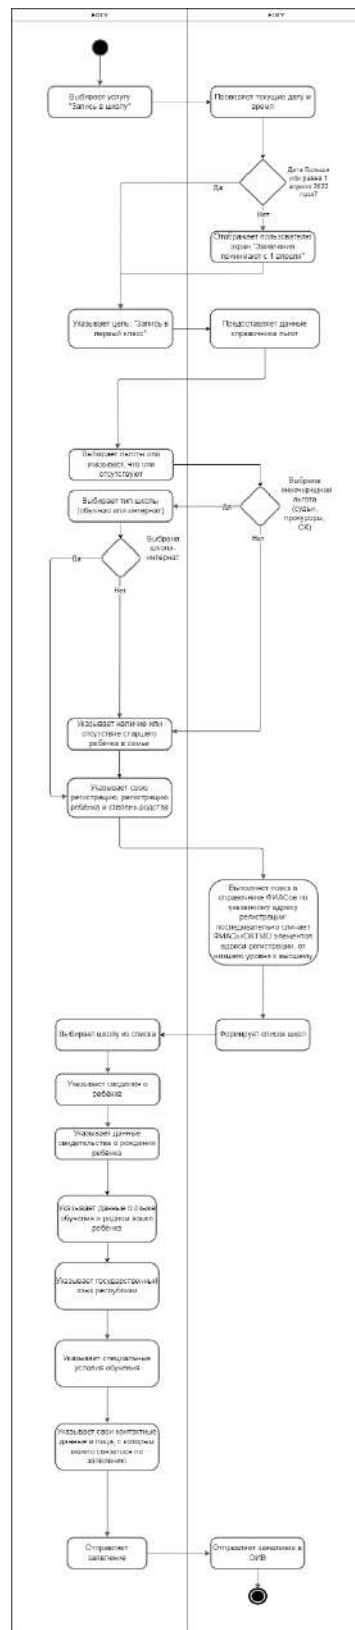 ЕПГУ
ЕПГУ
Выбирает услугу
"Запись в школу"
Проверяет текущие дату и
время
Дата больше
или равна 1
апреля 2022
года?
Да
Нет
Отображает пользователю
экран "Заявления
принимают с 1 апреля"
Указывает цель: "Запись в
первый класс"
Предоставляет данные
справочника льгот
Выбирает льготы или
указывает, что они
отсутствуют
Выбирает тип школы
(обычная или интернат)
Да
Выбрана
внеочередная
льгота
(судьи,
прокуроры,
СК)
Выбрана
школа-
интернат
Да
Нет
Нет
Указывает наличие или
отсутствие старшего
ребёнка в семье
Указывает свою
регистрацию, регистрацию
ребёнка и степень родства
Выполняет поиск в
справочнике ФИАСов по
указанному адресу
регистрации:
последовательно сличает
ФИАСы/ОКТМО элементов
адреса регистрации, от
низшего уровня к высшему
Выбирает школу из списка
Формирует список школ
Указывает сведения о
ребёнке
Указывает данные
свидетельства о рождении
ребёнка
Указывает данные о языке
обучения и родном языке
ребёнка
Указывает государственный
язык республики
Указывает специальные
условия обучения
Указывает свои контактные
данные и лица, с которым
можно связаться по
заявлению
Отправляет
заявление
Отправляет заявление в
ОИВ